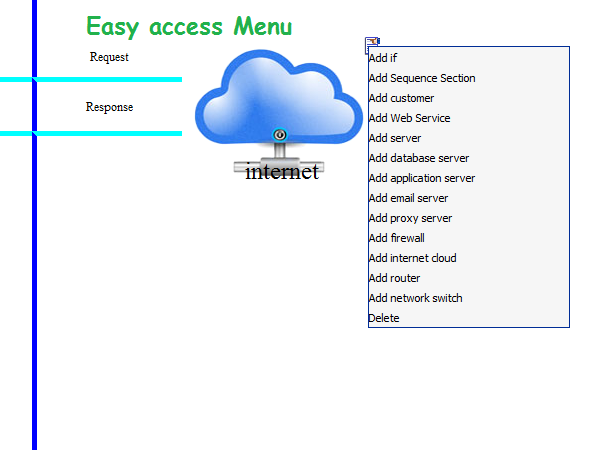 Easy access Menu
Request
Response
internet
Add if
Add Sequence Section
Add customer
Add Web Service
Add server
Add database server
Add application server
Add email server
Add proxy server
Add firewall
Add internet cloud
Add router
Add network switch
Delete